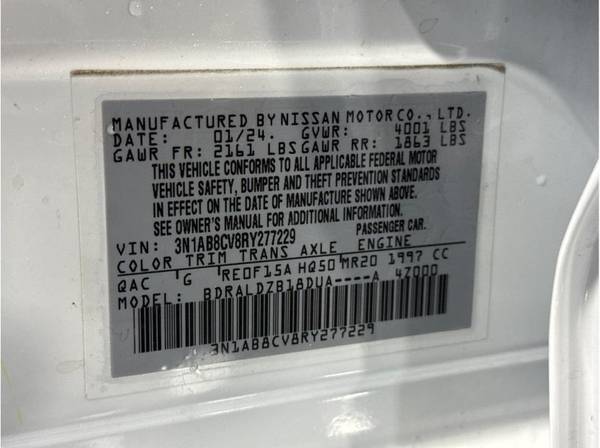 MANUFACTURED BY NISSAN MOTOR CO., LTD.
DATE: 01/24. GVWR: 4001 LBS
GAWR FR: 2161 LBS GAWR RR: 1863 LBS
THIS VEHICLE CONFORMS TO ALL APPLICABLE FEDERAL MOTOR
VEHICLE SAFETY, BUMPER AND THEFT PREVENTION STANDARDS
IN EFFECT ON THE DATE OF MANUFACTURE SHOWN ABOVE.
SEE OWNER'S MANUAL FOR ADDITIONAL INFORMATION.
VIN: 3N1AB8CV8RY277229 PASSENGER CAR.
COLOR TRIM TRANS AXLE ENGINE
QAC G RE0F15A HQ50 MR20 1997 CC
MODEL: BDRALDZB18DUA----A 4Z000
3N1AB8CV8RY277229